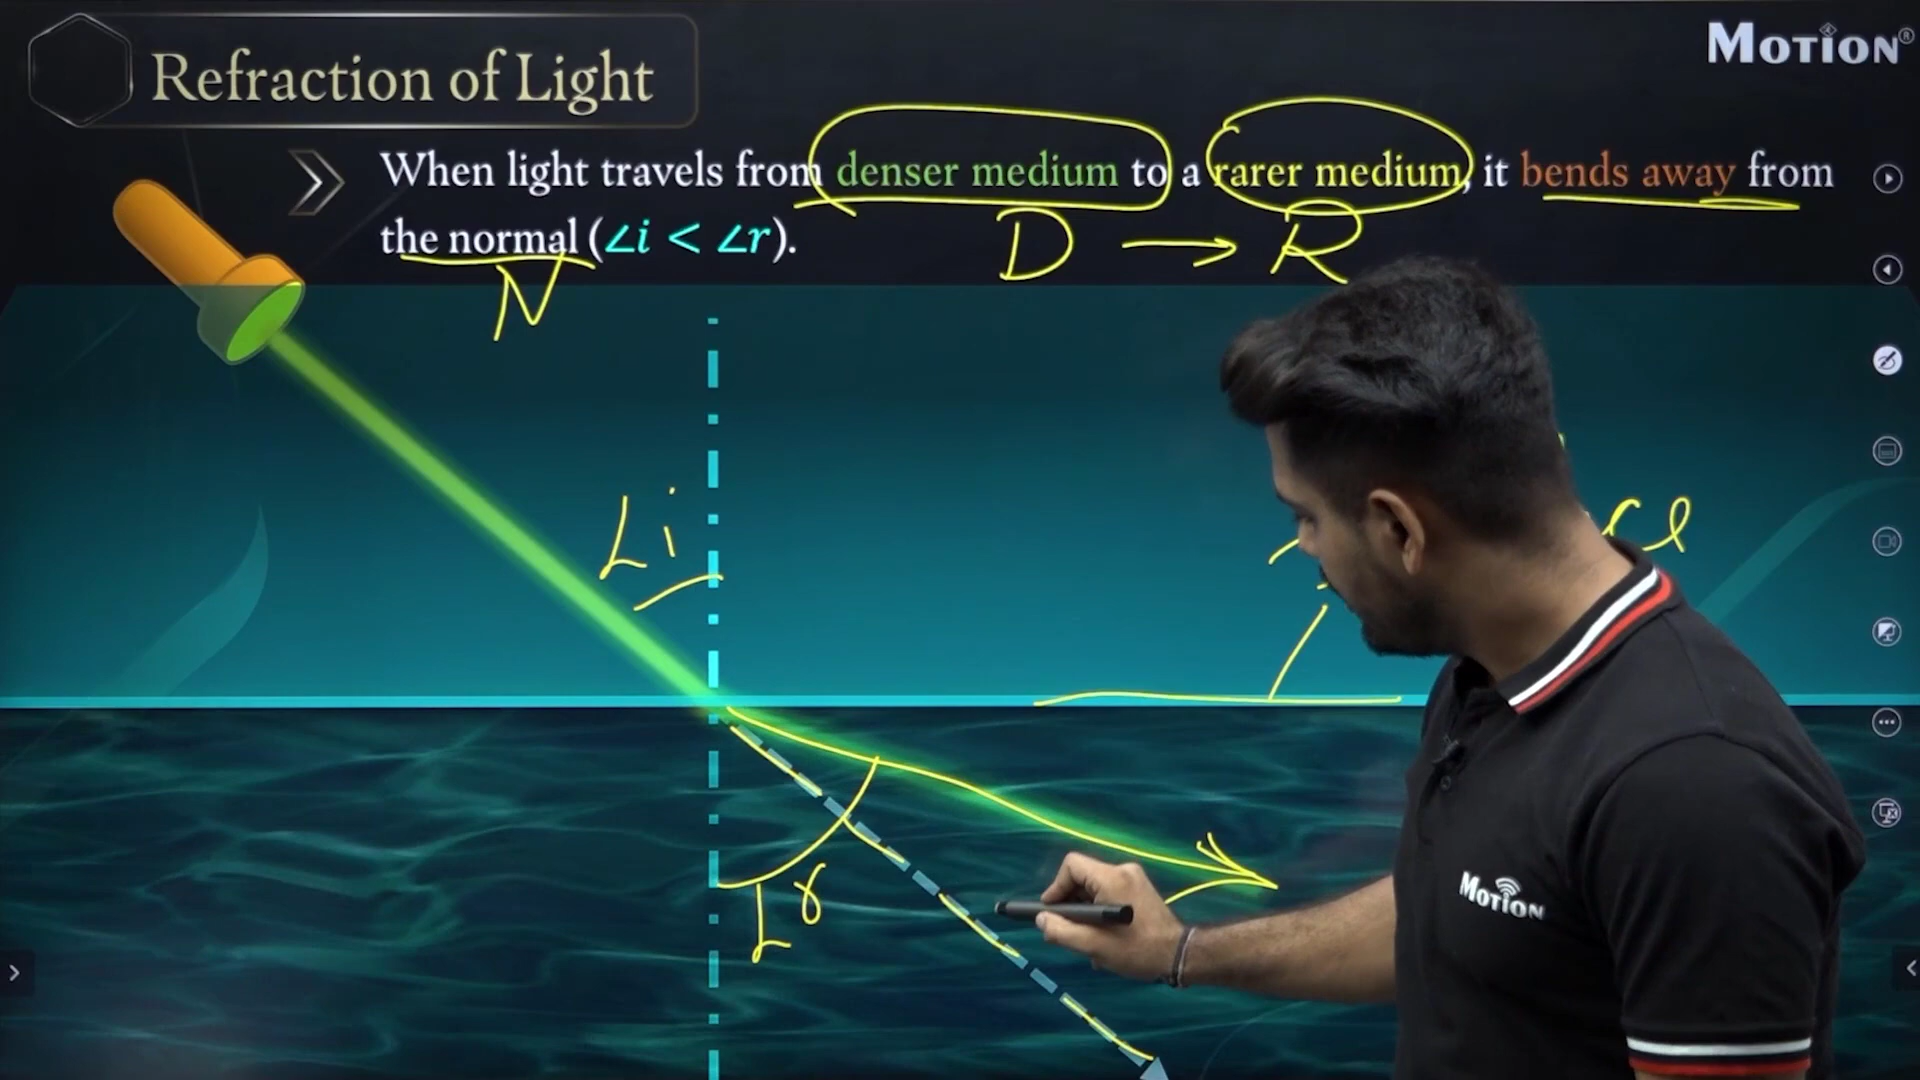 Refraction of Light
MOTION®
When light travels from denser medium to a rarer medium, it bends away from
the normal (∠i < ∠r).
D → R
N
∠i
∠r
MOTION